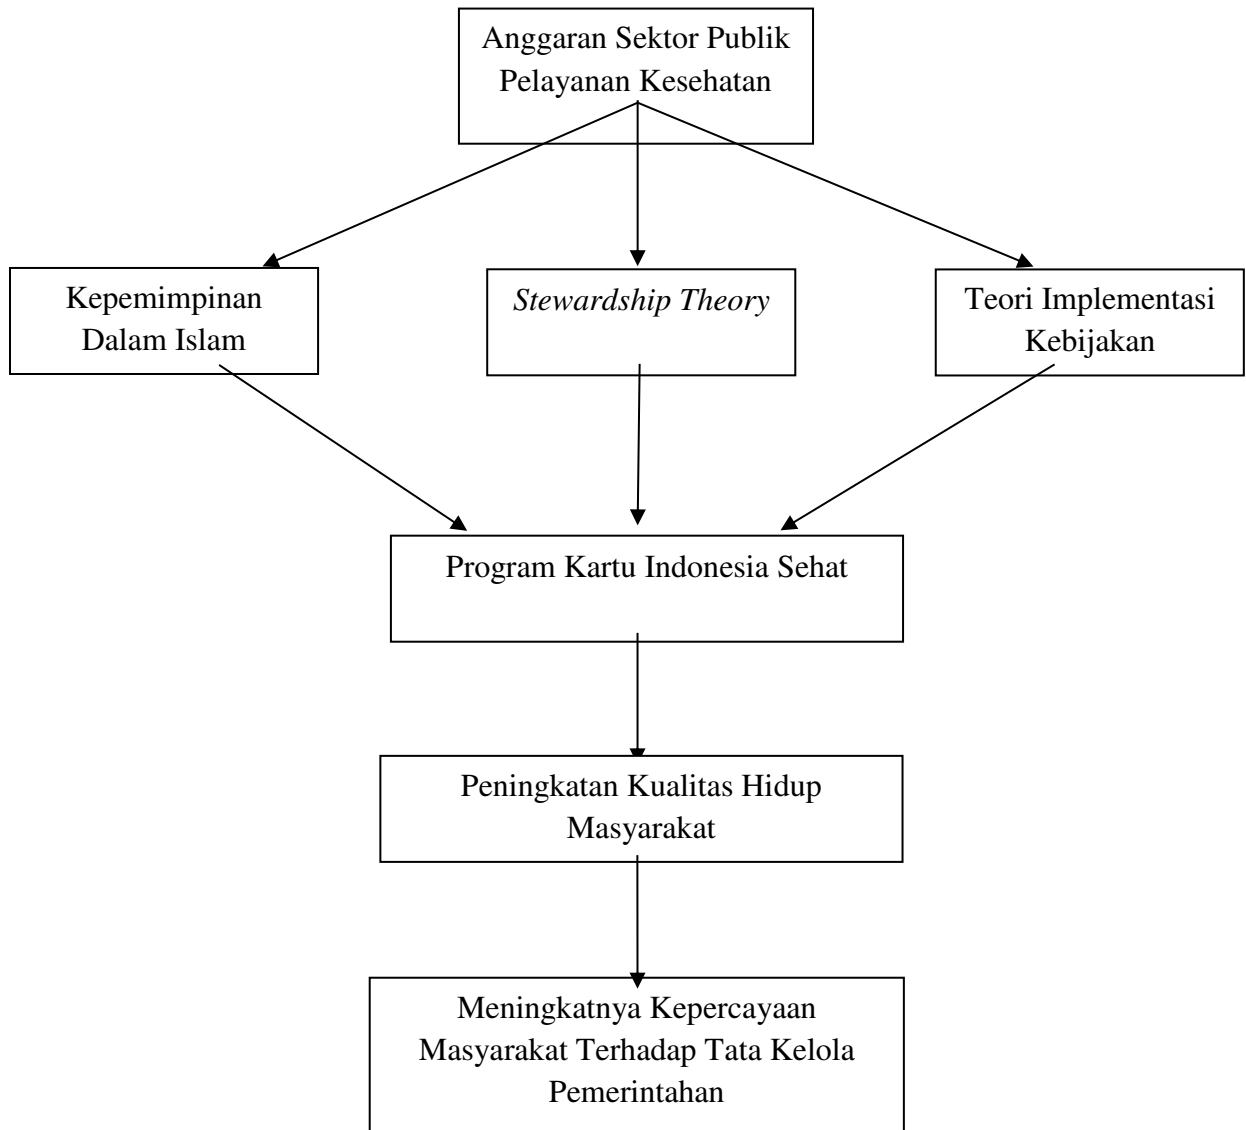 Anggaran Sektor Publik
Pelayanan Kesehatan
Kepemimpinan
Dalam Islam
Stewardship Theory
Teori Implementasi
Kebijakan
Program Kartu Indonesia Sehat
Peningkatan Kualitas Hidup
Masyarakat
Meningkatnya Kepercayaan
Masyarakat Terhadap Tata Kelola
Pemerintahan